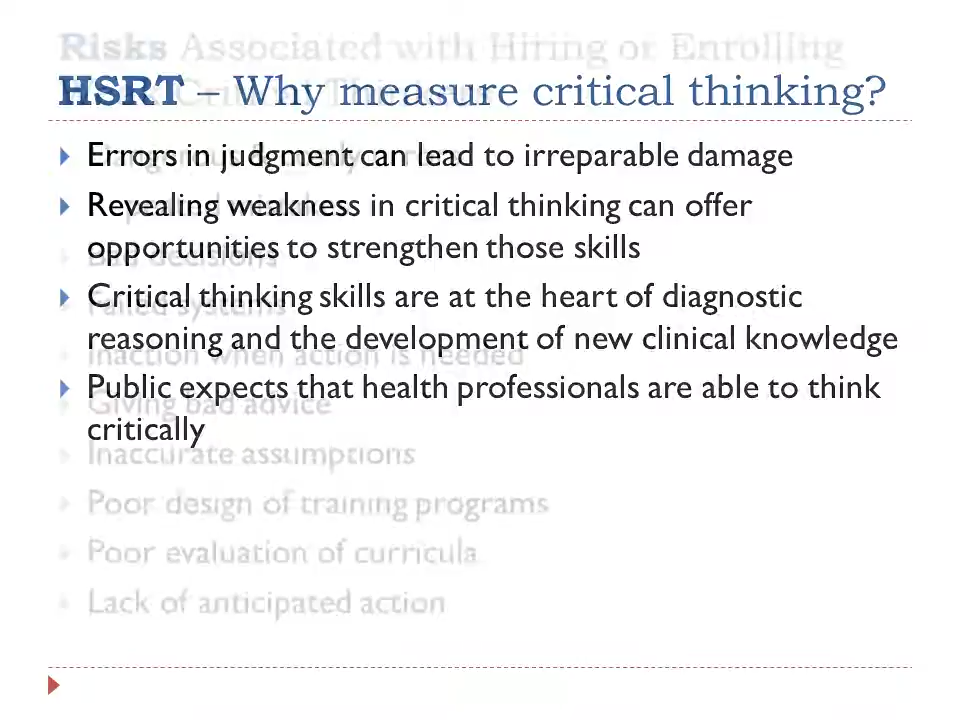 Risks Associated with Hiring or Enrolling
HSRT – Why measure critical thinking?
Errors in judgment can lead to irreparable damage
Revealing weakness in critical thinking can offer
opportunities to strengthen those skills
Bad decisions
Critical thinking skills are at the heart of diagnostic
Failed systems
reasoning and the development of new clinical knowledge
Inaction when action is needed
Public expects that health professionals are able to think
Giving bad advice
critically
Inaccurate assumptions
Poor design of training programs
Poor evaluation of curricula
Lack of anticipated action